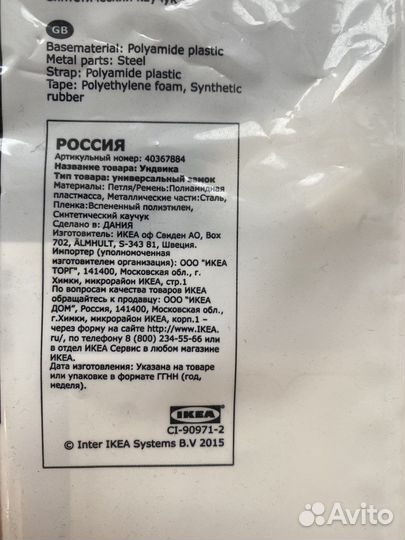 GB
Basematerial: Polyamide plastic
Metal parts: Steel
Strap: Polyamide plastic
Tape: Polyethylene foam, Synthetic
rubber
РОССИЯ
Артикульный номер: 40367884
Название товара: Ундвика
Тип товара: универсальный замок
Материалы: Петля/Ремень:Полиамидная
пластмасса, Металлические части:Сталь,
Пленка:Вспененный полиэтилен,
Синтетический каучук
Сделано в: ДАНИЯ
Изготовитель: ИКЕА оф Свиден АО, Box
702, ÄLMHULT, S-343 81, Швеция.
Импортер (уполномоченная
изготовителем организация): ООО "ИКЕА
ТОРГ", 141400, Московская обл., г.
Химки, микрорайон ИКЕА, стр.1
По вопросам качества товаров ИКЕА
обращайтесь к продавцу: ООО "ИКЕА
ДОМ", Россия, 141400, Московская обл.,
г.Химки, микрорайон ИКЕА, корп.1 –
через форму на сайте http://www.IKEA.
ru/, по телефону 8 (800) 234-55-66 или
в отдел ИКЕА Сервис в любом магазине
ИКЕА.
Дата изготовления: Указана на товаре
или упаковке в формате ГГНН (год,
неделя).
IKEA
CI-90971-2
© Inter IKEA Systems B.V 2015
Avito